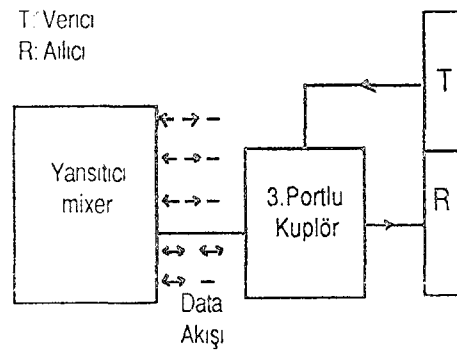 T: Verici
R: Alıcı
T
R
Yansıtıcı
mixer
3.Portlu
Kuplör
Data
Akışı